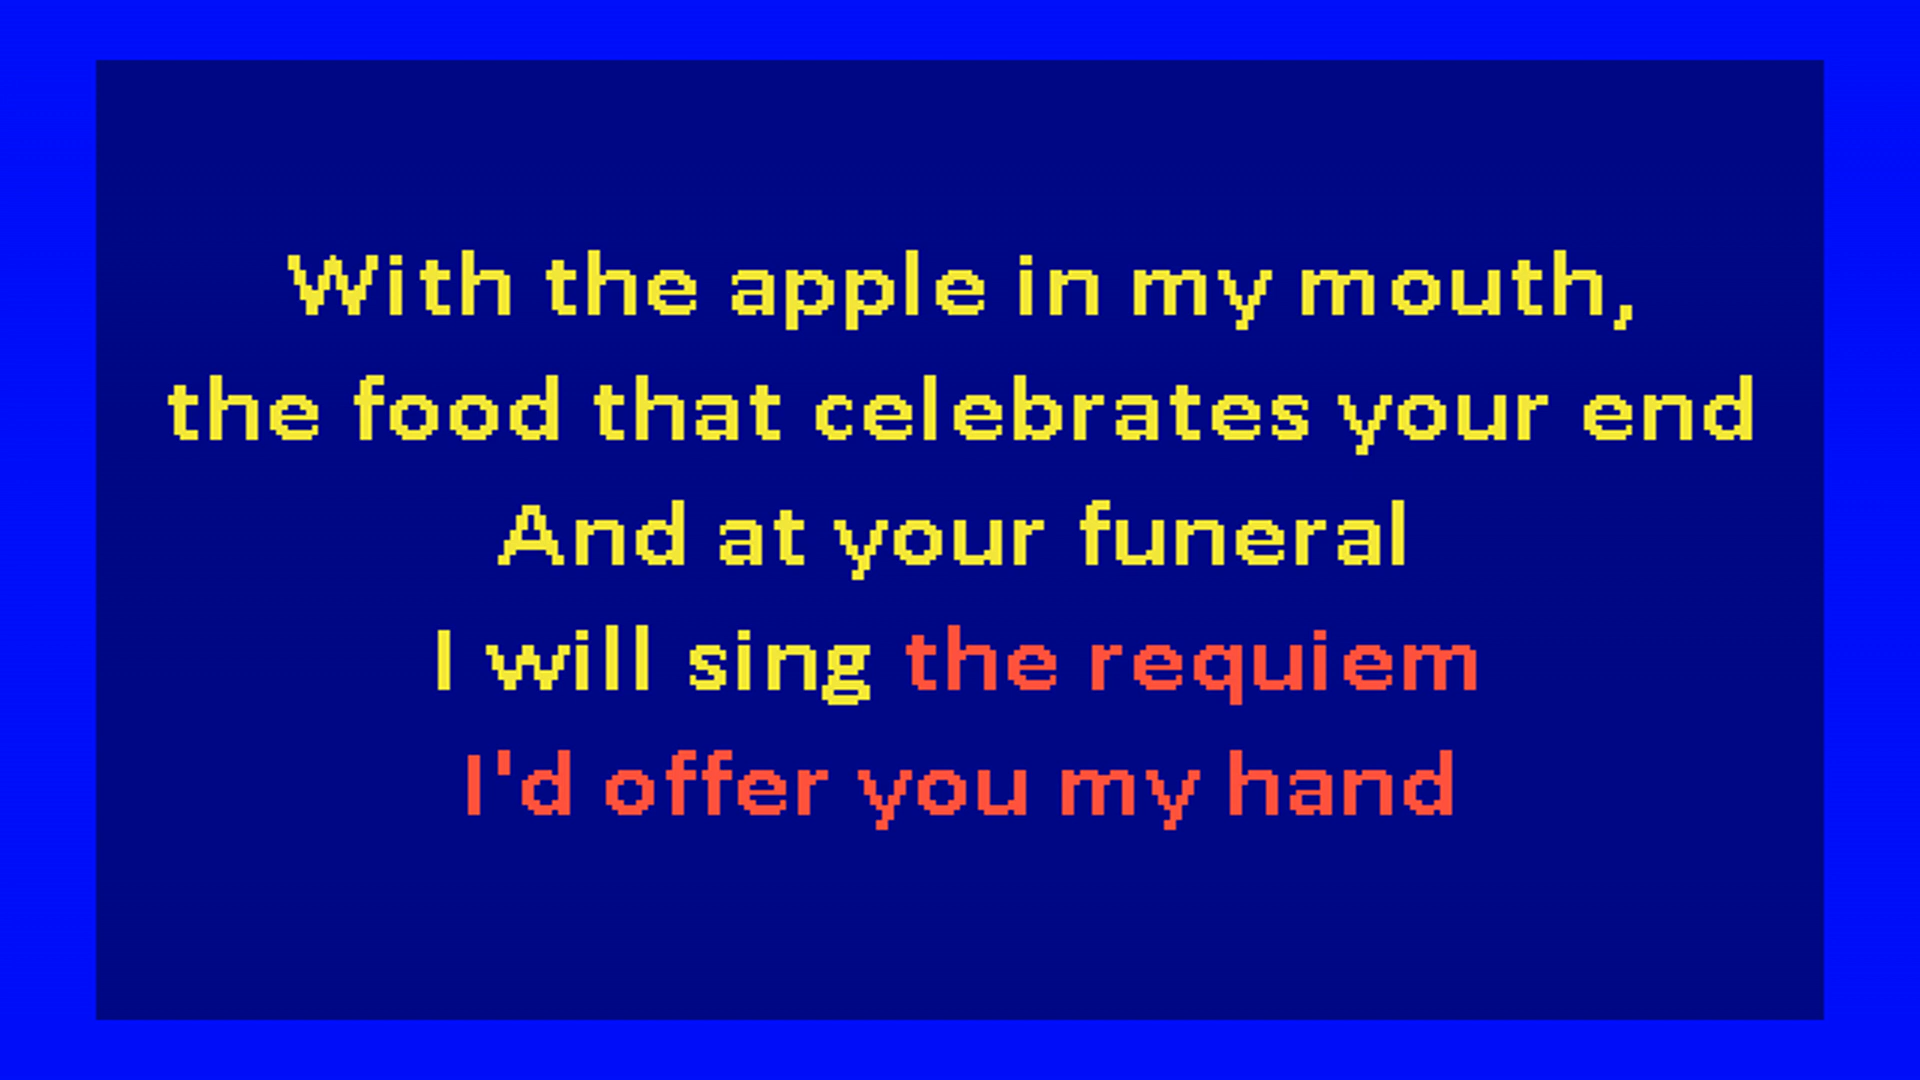 With the apple in my mouth,
the food that celebrates your end
And at your funeral
I will sing the requiem
I'd offer you my hand